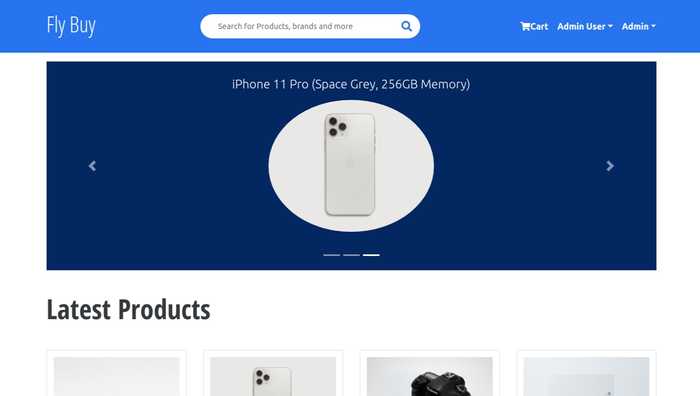 Fly Buy
Search for Products, brands and more
Cart
Admin User
Admin
iPhone 11 Pro (Space Grey, 256GB Memory)
Latest Products